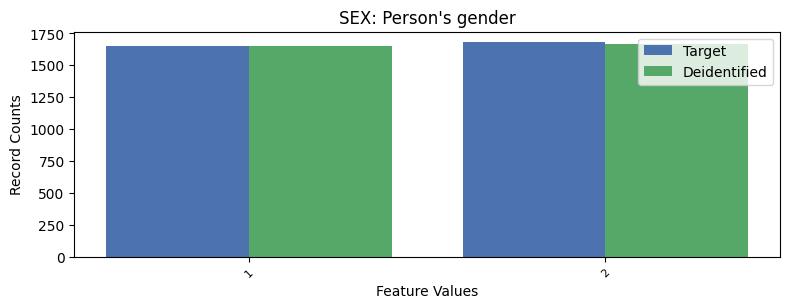 SEX: Person's gender
Record Counts
1750
1500
1250
1000
750
500
250
0
Target
Deidentified
1
2
Feature Values